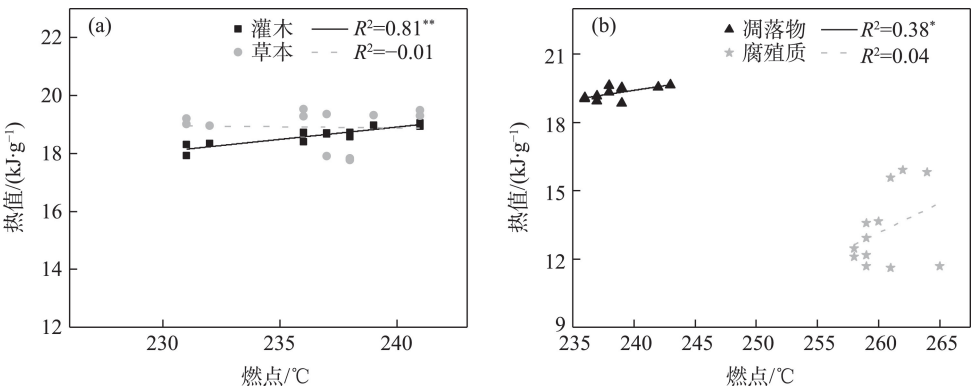 (a)
灌木 R²=0.81**
草本 R²=−0.01
22
20
18
16
14
12
热值/(kJ·g⁻¹)
230 235 240
燃点/℃
(b)
凋落物 R²=0.38*
腐殖质 R²=0.04
21
18
15
12
9
热值/(kJ·g⁻¹)
235 240 245 250 255 260 265
燃点/℃